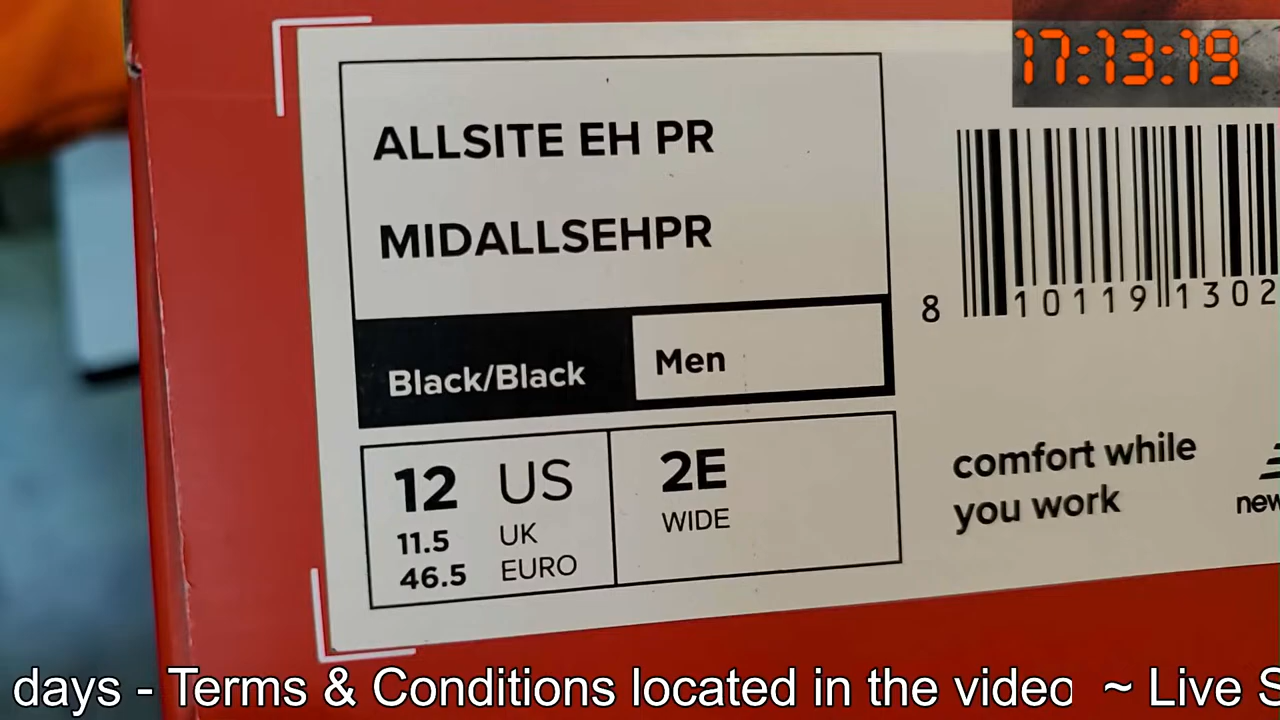 17:13:19
ALLSITE EH PR
MIDALLSEHPR
Black/Black
Men
12 US
11.5 UK
46.5 EURO
2E
WIDE
8 10119 1302
comfort while
you work
new
days - Terms & Conditions located in the video ~ Live S